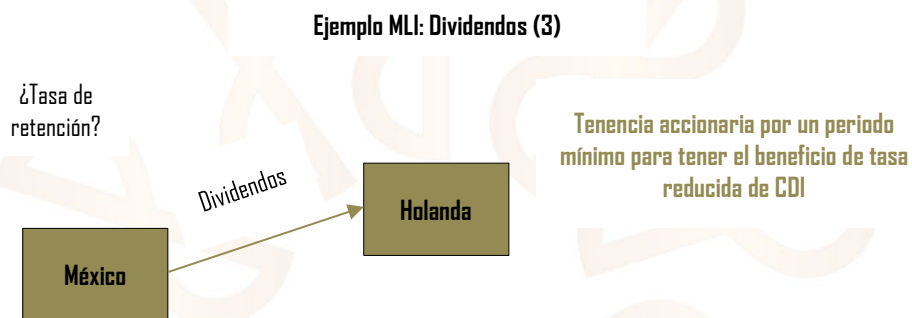 Ejemplo MLI: Dividendos (3)
¿Tasa de
retención?
Tenencia accionaria por un periodo
mínimo para tener el beneficio de tasa
reducida de CDI
Dividendos
Holanda
México